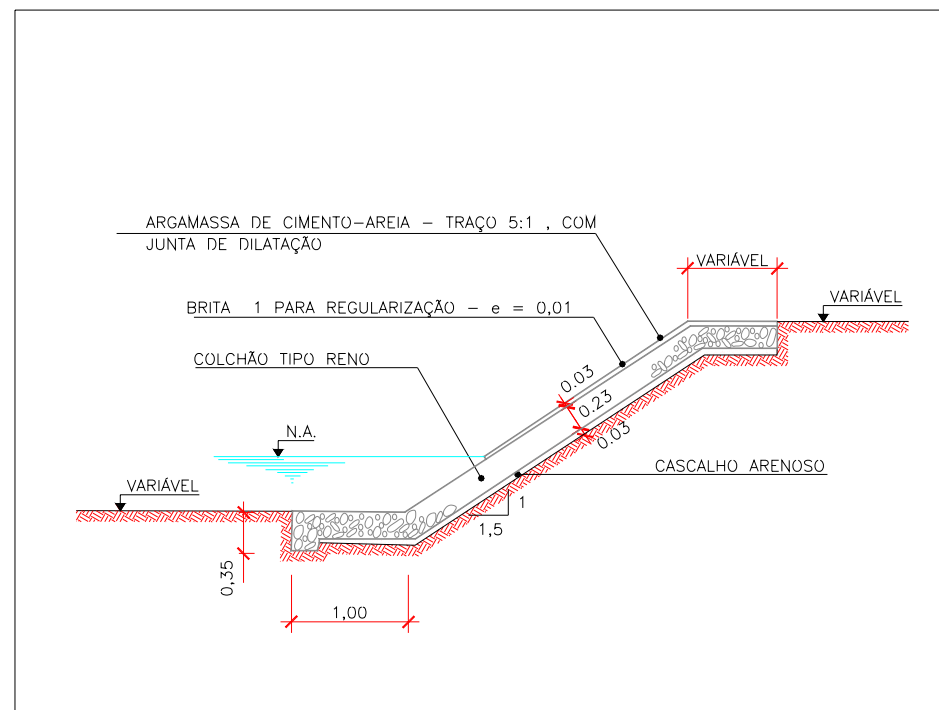 ARGAMASSA DE CIMENTO-AREIA - TRAÇO 5:1 , COM
JUNTA DE DILATAÇÃO
VARIÁVEL
VARIÁVEL
BRITA 1 PARA REGULARIZAÇÃO - e = 0,01
COLCHÃO TIPO RENO
0.03
0.23
0.03
N.A.
CASCALHO ARENOSO
VARIÁVEL
1
1,5
0,35
1,00